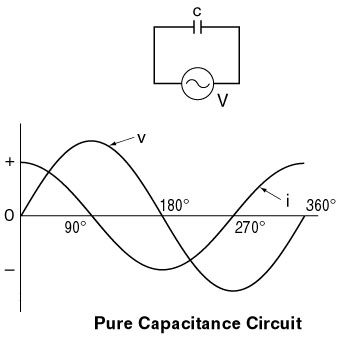 c
V
v
+
180°
i
360°
0
90°
270°
–
Pure Capacitance Circuit